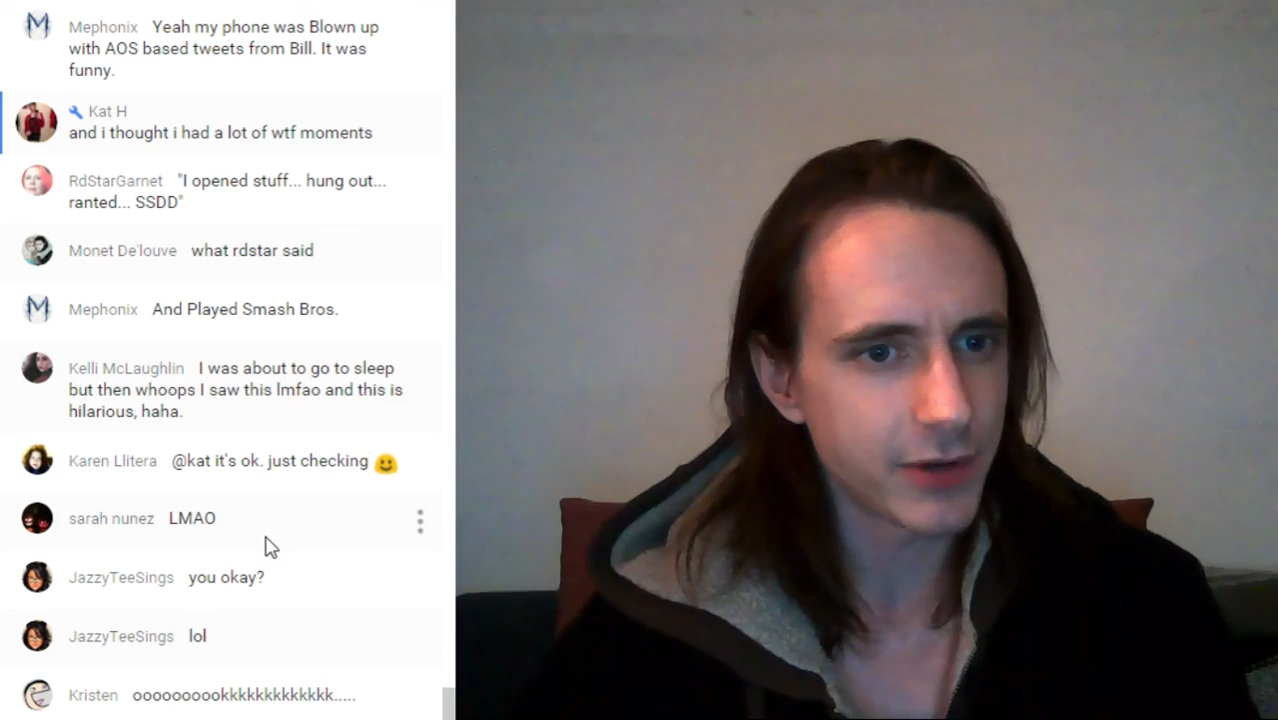 Mephonix Yeah my phone was Blown up
with AOS based tweets from Bill. It was
funny.
Kat H
and i thought i had a lot of wtf moments
RdStarGarnet "I opened stuff... hung out...
ranted... SSDD"
Monet De'louve what rdstar said
Mephonix And Played Smash Bros.
Kelli McLaughlin I was about to go to sleep
but then whoops I saw this lmfao and this is
hilarious, haha.
Karen Llitera @kat it's ok. just checking
sarah nunez LMAO
JazzyTeeSings you okay?
JazzyTeeSings lol
Kristen ooooooooookkkkkkkkkkkkk.....